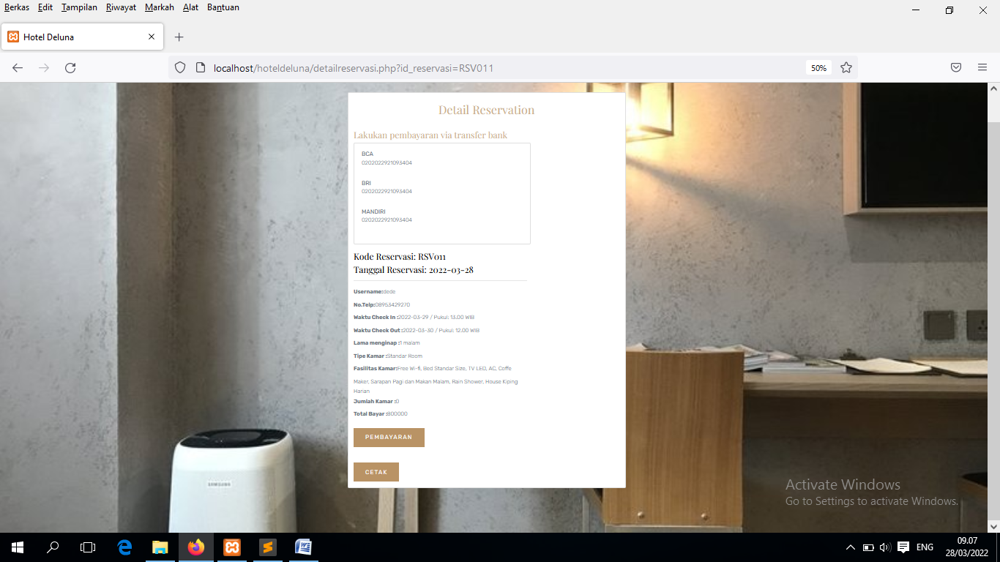 Berkas Edit Tampilan Riwayat Markah Alat Bantuan
Hotel Deluna
localhost/hoteldeluna/detailreservasi.php?id_reservasi=RSV011
50%
Detail Reservation
Lakukan pembayaran via transfer bank
BCA
0202022921093404
BRI
0202022921093404
MANDIRI
0202022921093404
Kode Reservasi: RSV011
Tanggal Reservasi: 2022-03-28
Username:dede
No.Telp:08953429270
Waktu Check In :2022-03-29 / Pukul: 13.00 WIB
Waktu Check Out :2022-03-30 / Pukul: 12.00 WIB
Lama menginap :1 malam
Tipe Kamar :Standar Room
Fasilitas Kamar:Free Wi-fi, Bed Standar Size, TV LED, AC, Coffe
Maker, Sarapan Pagi dan Makan Malam, Rain Shower, House Kiping
Harian
Jumlah Kamar :0
Total Bayar :800000
PEMBAYARAN
CETAK
SAMSUNG
Activate Windows
Go to Settings to activate Windows.
ENG
09.07
28/03/2022